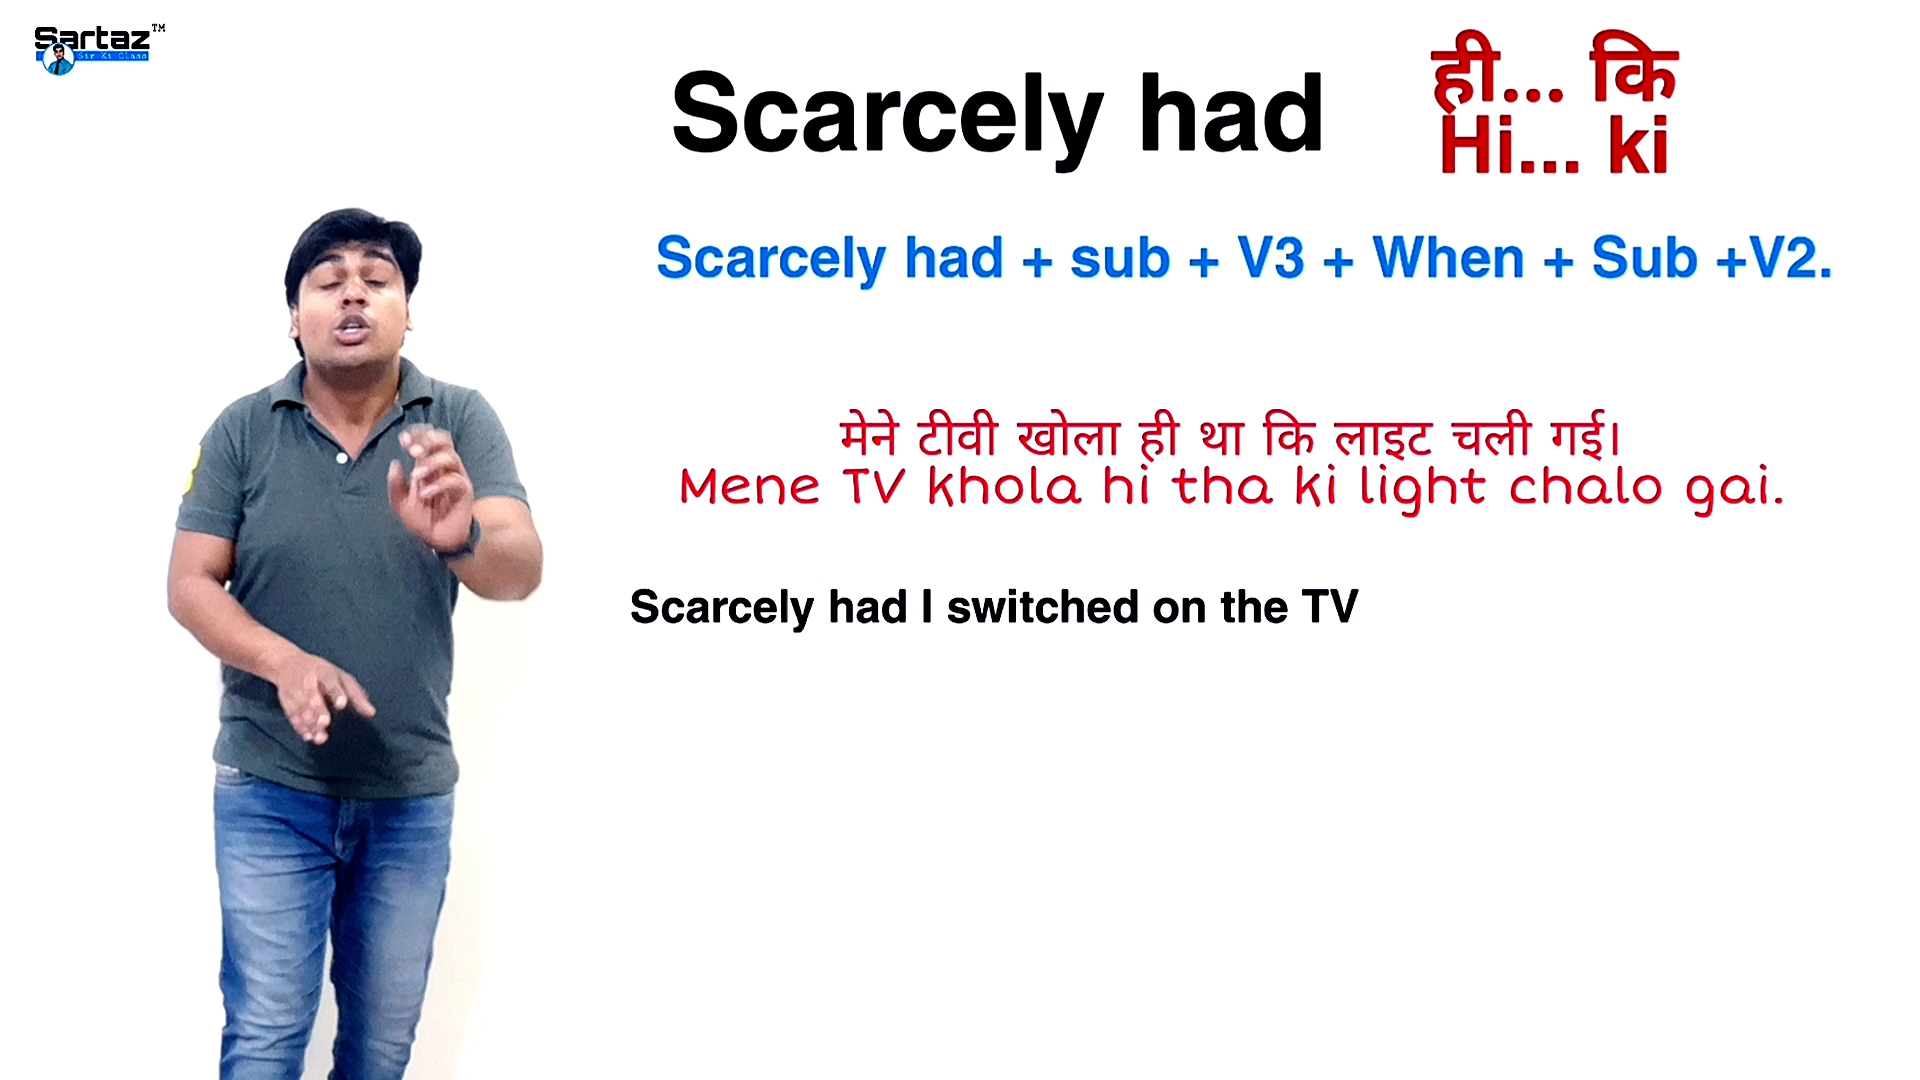 Sartaz™
Sir Ki Class
Scarcely had
ही... कि
Hi... ki
Scarcely had + sub + V3 + When + Sub +V2.
मेने टीवी खोला ही था कि लाइट चली गई।
Mene TV khola hi tha ki light chalo gai.
Scarcely had I switched on the TV